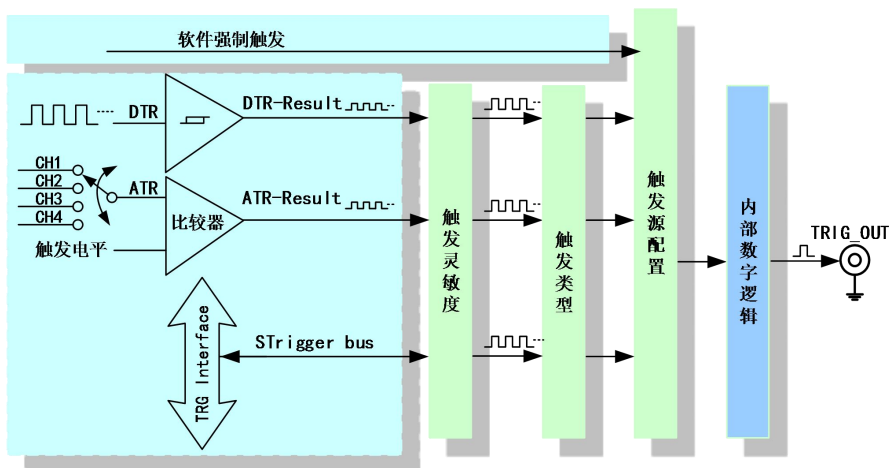 软件强制触发
DTR
DTR-Result
CH1
CH2
CH3
CH4
ATR
触发电平
比较器
ATR-Result
TRG Interface
STrigger bus
触发灵敏度
触发类型
触发源配置
内部数字逻辑
TRIG_OUT